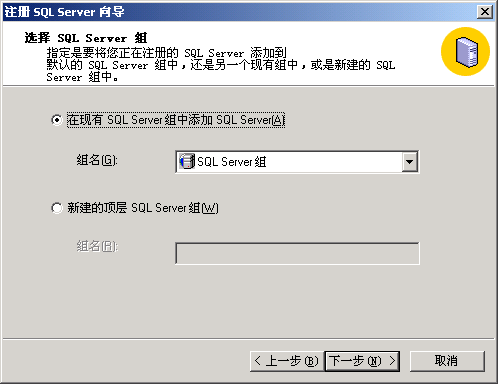 注册 SQL Server 向导
选择 SQL Server 组
指定是要将您正在注册的 SQL Server 添加到
默认的 SQL Server 组中，还是另一个现有组中，或是新建的 SQL
Server 组中。
在现有 SQL Server 组中添加 SQL Server(A)
组名(G):
SQL Server 组
新建的顶层 SQL Server 组(W)
组名(R):
< 上一步(B) 下一步(N) > 取消